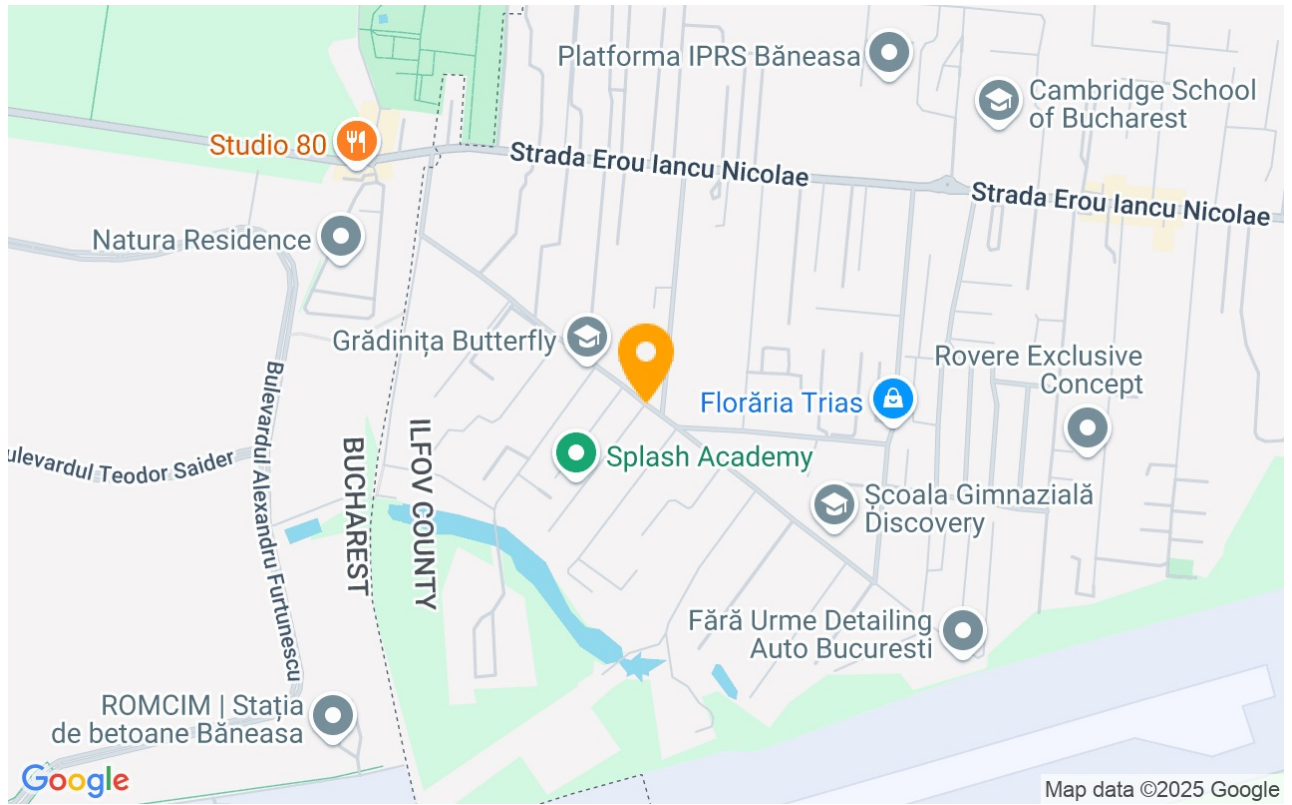 Platforma IPRS Băneasa
Cambridge School
of Bucharest
Studio 80
Strada Erou Iancu Nicolae
Strada Erou Iancu Nicolae
Natura Residence
Grădinița Butterfly
Rovere Exclusive
Concept
Florăria Trias
Bulevardul Alexandru Furtunescu
ulevardul Teodor Saider
BUCHAREST
ILFOV COUNTY
Splash Academy
Școala Gimnazială
Discovery
Fără Urme Detailing
Auto Bucuresti
ROMCIM | Stația
de betoane Băneasa
Google
Map data ©2025 Google